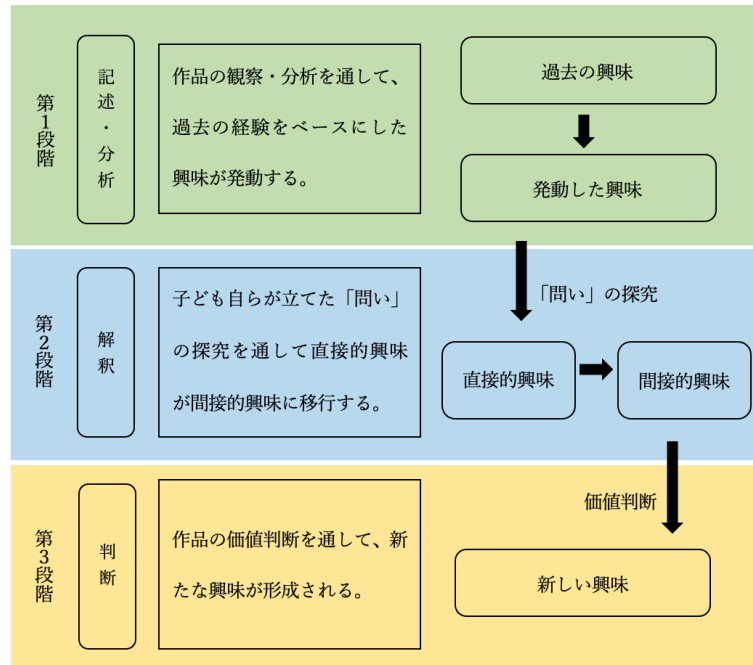 第1段階
記述・分析
作品の観察・分析を通して、
過去の経験をベースにした
興味が発動する。
過去の興味
発動した興味
第2段階
解釈
子ども自らが立てた「問い」
の探究を通して直接的興味
が間接的興味に移行する。
「問い」の探究
直接的興味
間接的興味
第3段階
判断
作品の価値判断を通して、新
たな興味が形成される。
価値判断
新しい興味